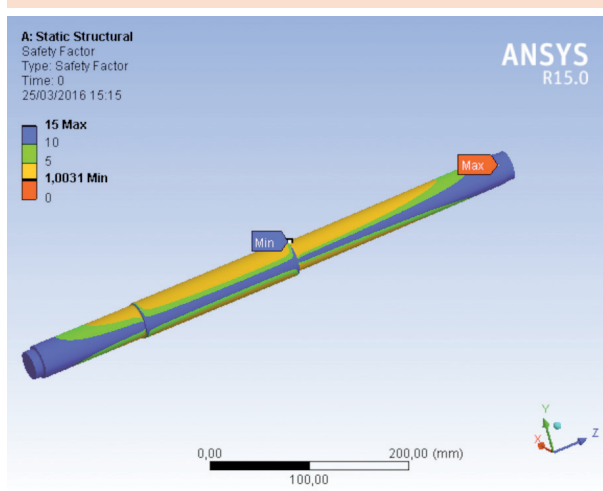 A: Static Structural
Safety Factor
Type: Safety Factor
Time: 0
25/03/2016 15:15
ANSYS
R15.0
15 Max
10
5
1,0031 Min
0
Max
Min
Y
Z
X
0,00 200,00 (mm)
100,00